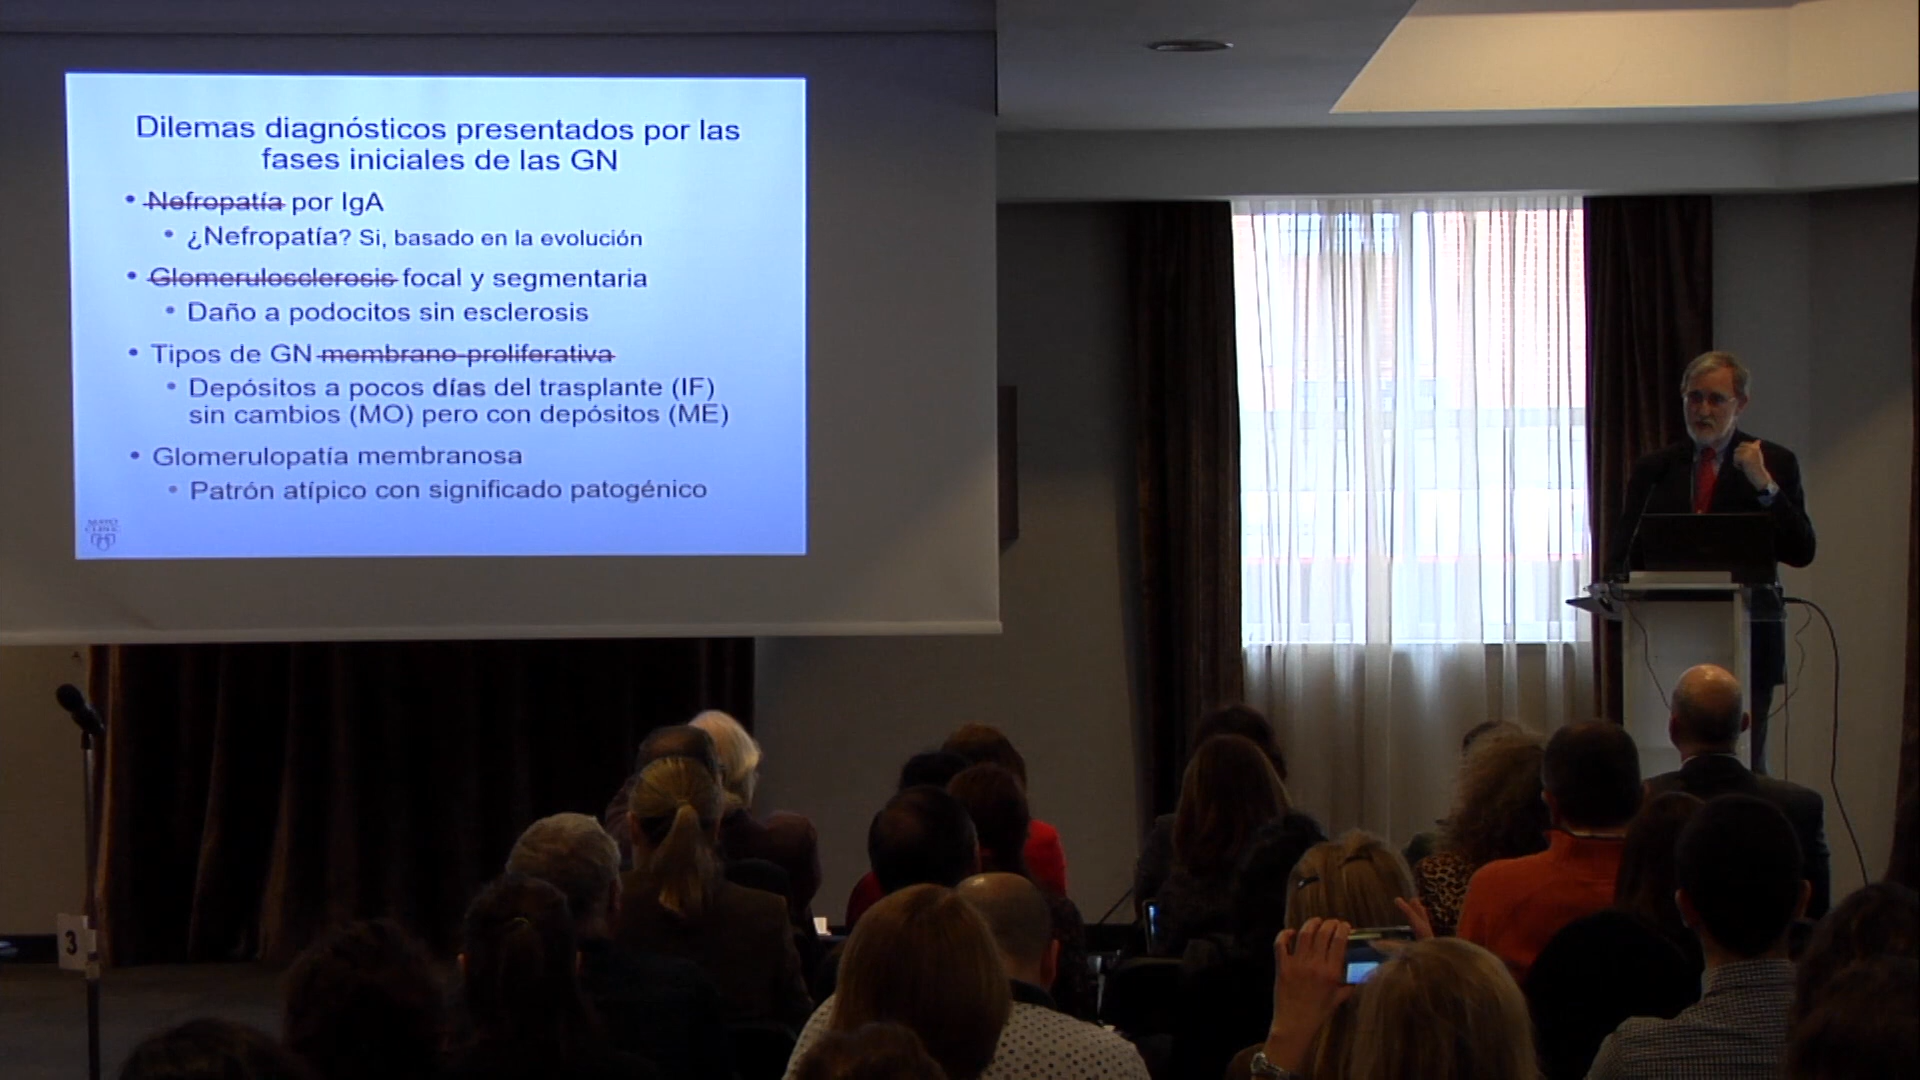 Dilemas diagnósticos presentados por las
fases iniciales de las GN
• Nefropatía por IgA
• ¿Nefropatía? Si, basado en la evolución
• Glomerulosclerosis focal y segmentaria
• Daño a podocitos sin esclerosis
• Tipos de GN membrano-proliferativa
• Depósitos a pocos días del trasplante (IF)
sin cambios (MO) pero con depósitos (ME)
• Glomerulopatía membranosa
• Patrón atípico con significado patogénico
MAYO
CLINIC
3